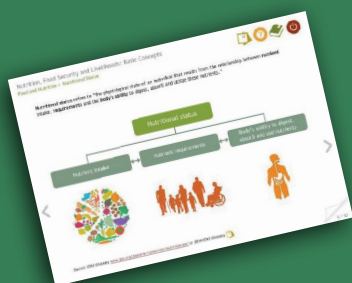 Nutrition, Food Security and Livelihoods: Basic Concepts
Food and Nutrition > Nutritional Status
Nutritional status refers to "the physiological state of an individual that results from the relationship between nutrient
intake, requirements and the body's ability to digest, absorb and use these nutrients."
Nutritional status
Nutrient intake
Nutrient requirements
Body's ability to digest,
absorb and use nutrients
Source: